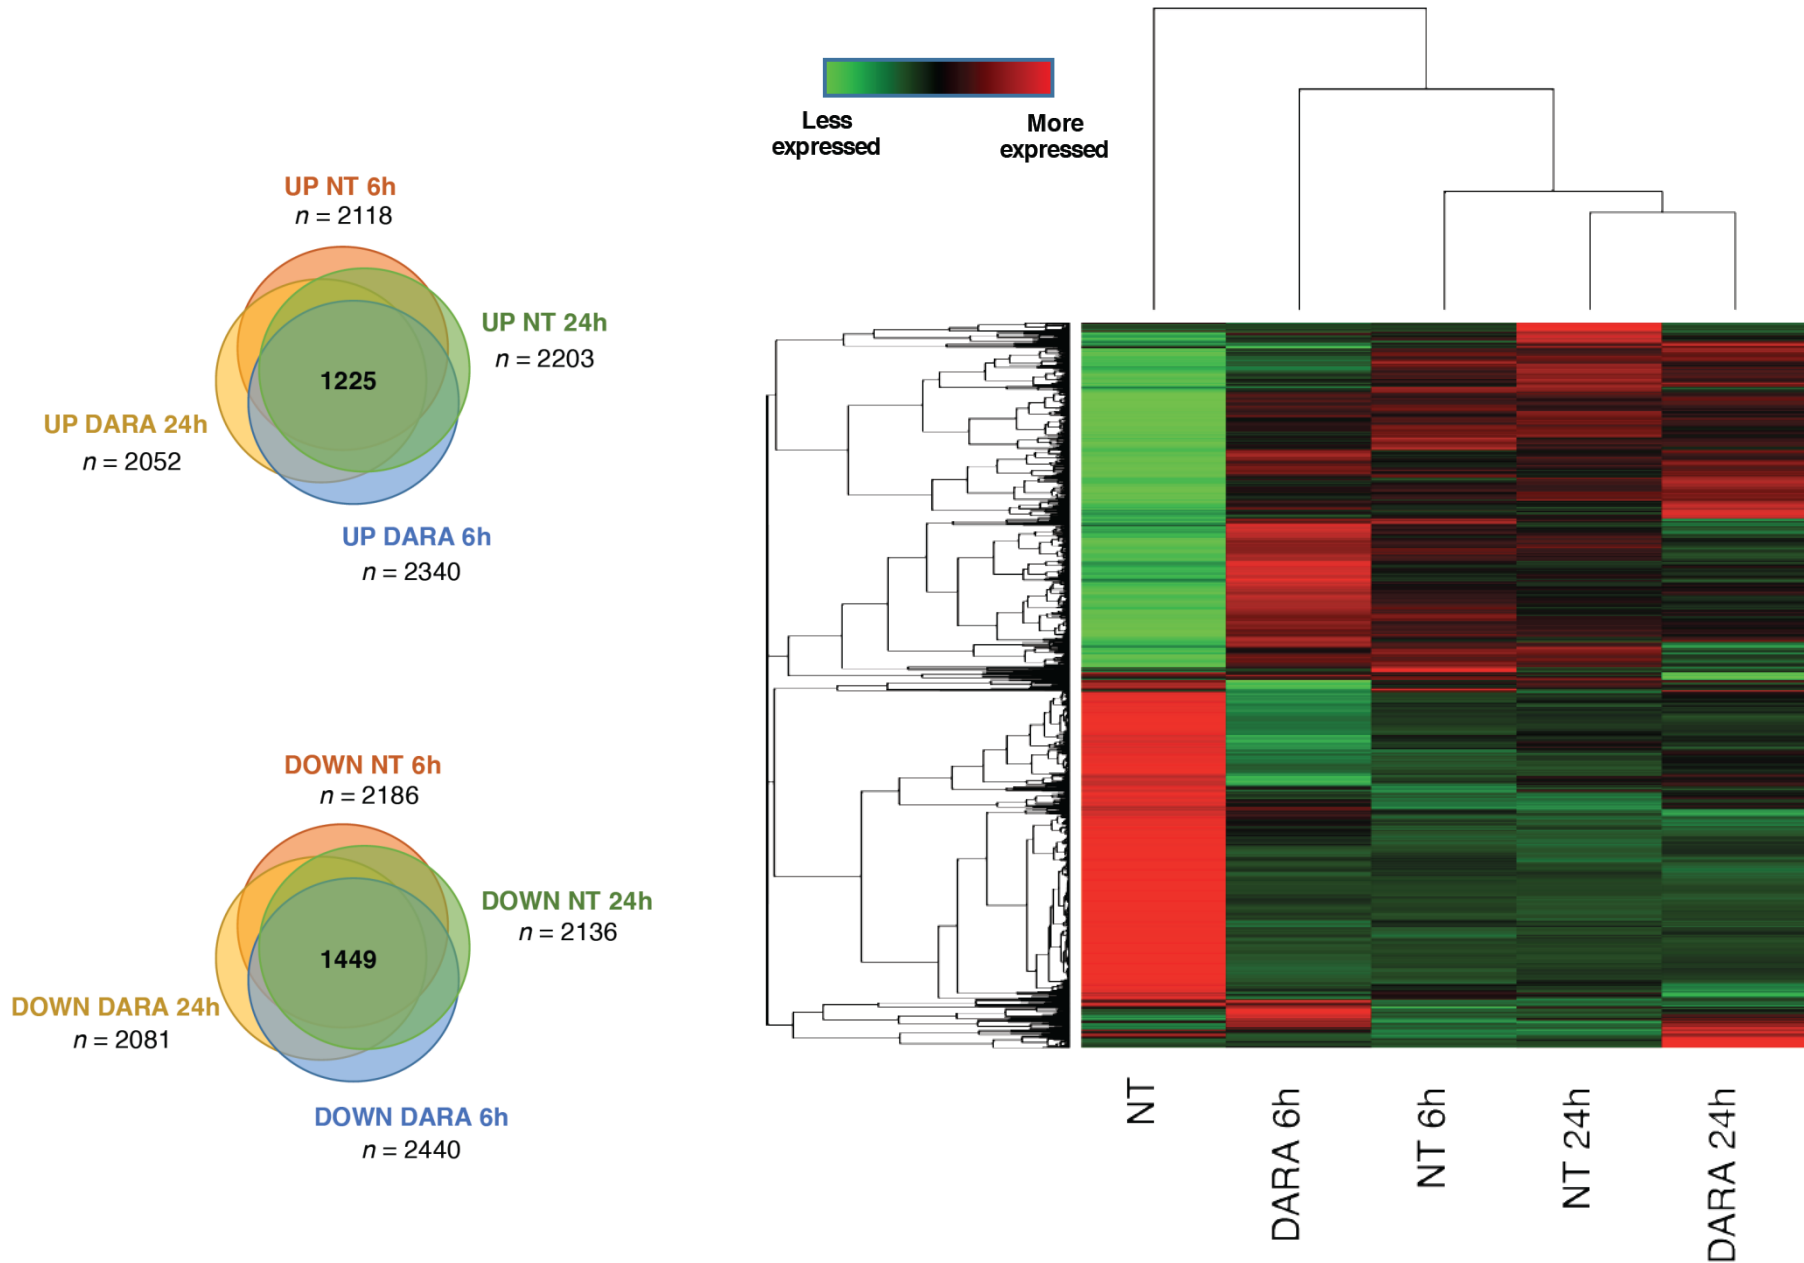 UP NT 6h
n = 2118
UP NT 24h
n = 2203
1225
UP DARA 24h
n = 2052
UP DARA 6h
n = 2340
DOWN NT 6h
n = 2186
DOWN NT 24h
n = 2136
1449
DOWN DARA 24h
n = 2081
DOWN DARA 6h
n = 2440
Less
expressed
More
expressed
NT
DARA 6h
NT 6h
NT 24h
DARA 24h